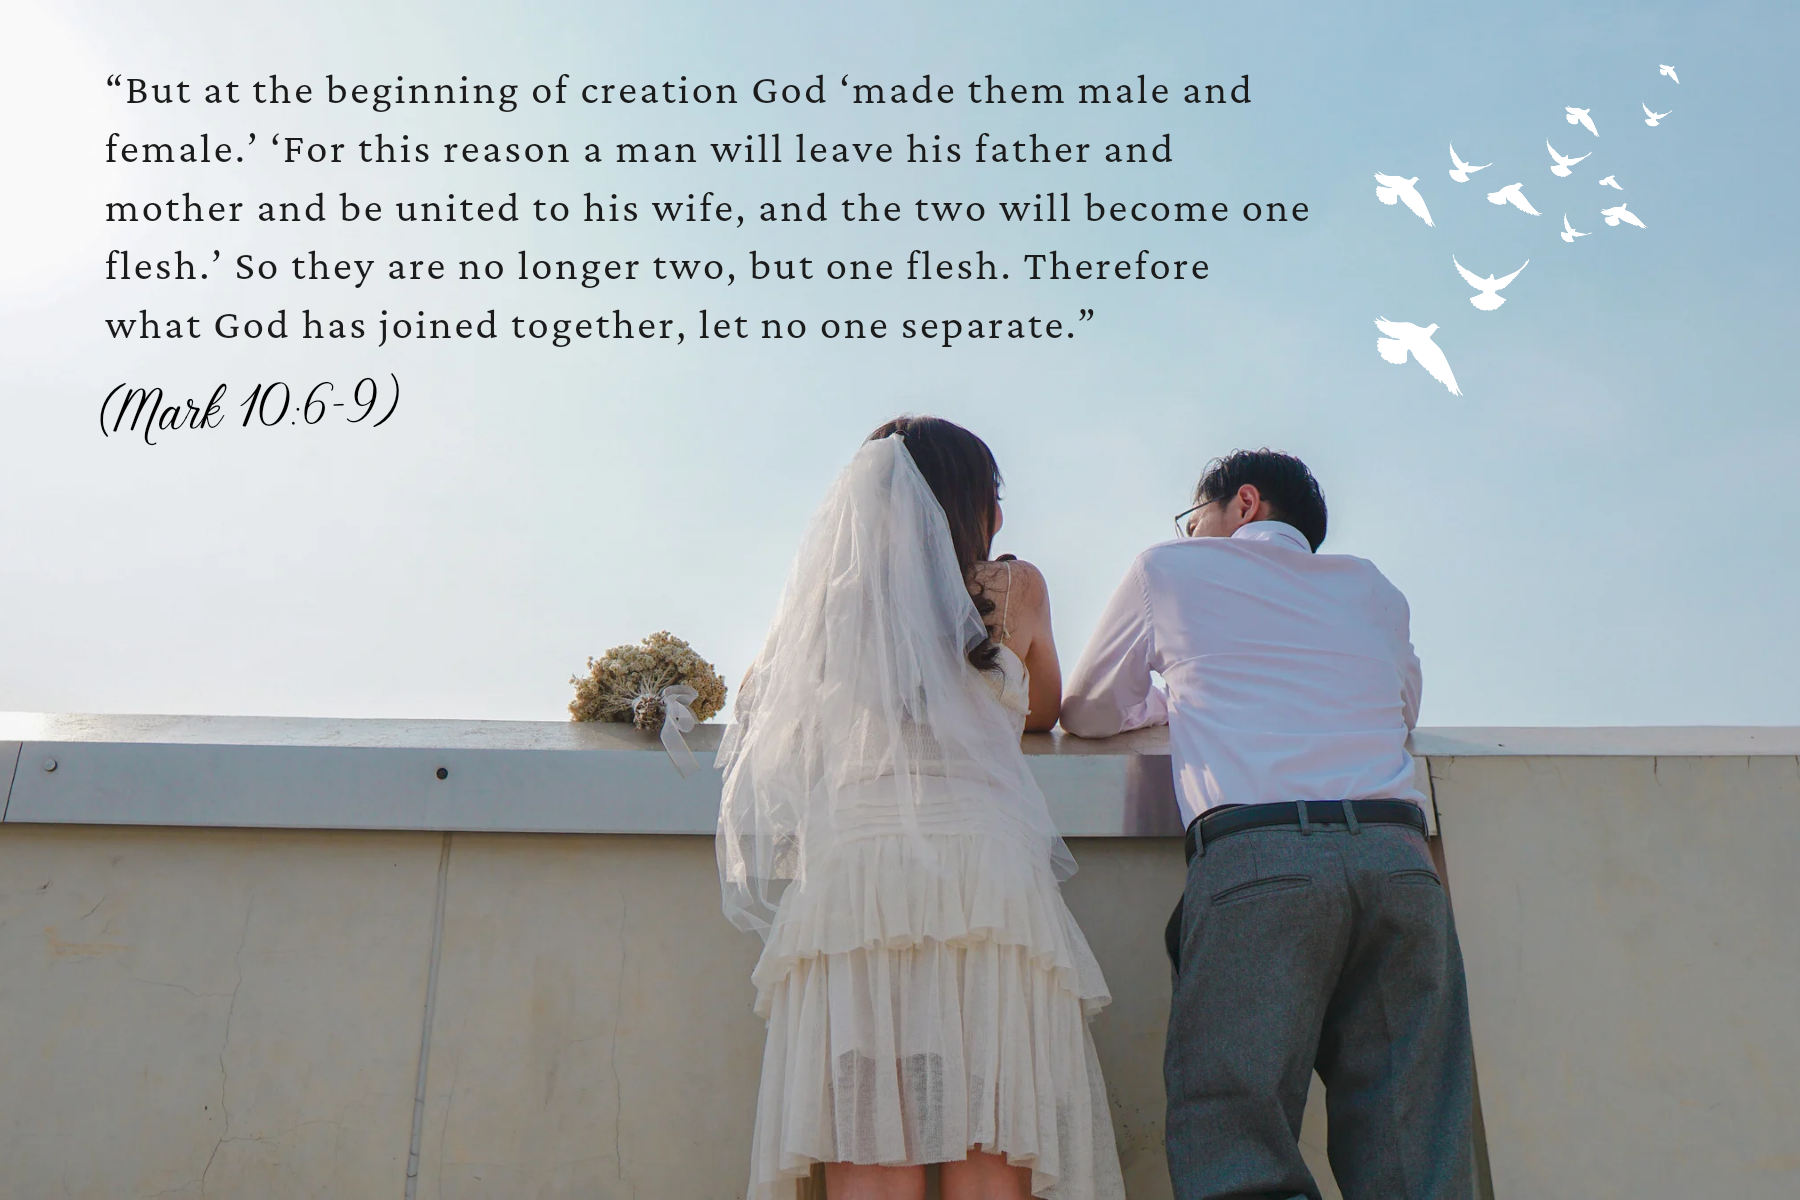 “But at the beginning of creation God ‘made them male and
female.’ ‘For this reason a man will leave his father and
mother and be united to his wife, and the two will become one
flesh.’ So they are no longer two, but one flesh. Therefore
what God has joined together, let no one separate.”
(Mark 10:6-9)